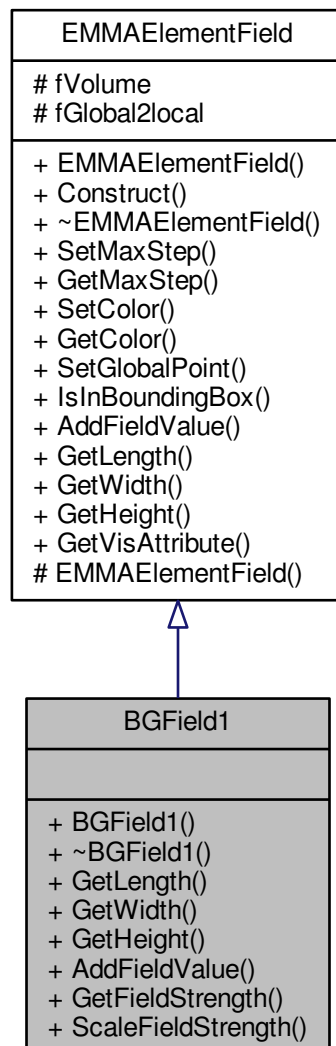 EMMAElementField
# fVolume
# fGlobal2local
+ EMMAElementField()
+ Construct()
+ ~EMMAElementField()
+ SetMaxStep()
+ GetMaxStep()
+ SetColor()
+ GetColor()
+ SetGlobalPoint()
+ IsInBoundingBox()
+ AddFieldValue()
+ GetLength()
+ GetWidth()
+ GetHeight()
+ GetVisAttribute()
# EMMAElementField()
BGField1
+ BGField1()
+ ~BGField1()
+ GetLength()
+ GetWidth()
+ GetHeight()
+ AddFieldValue()
+ GetFieldStrength()
+ ScaleFieldStrength()